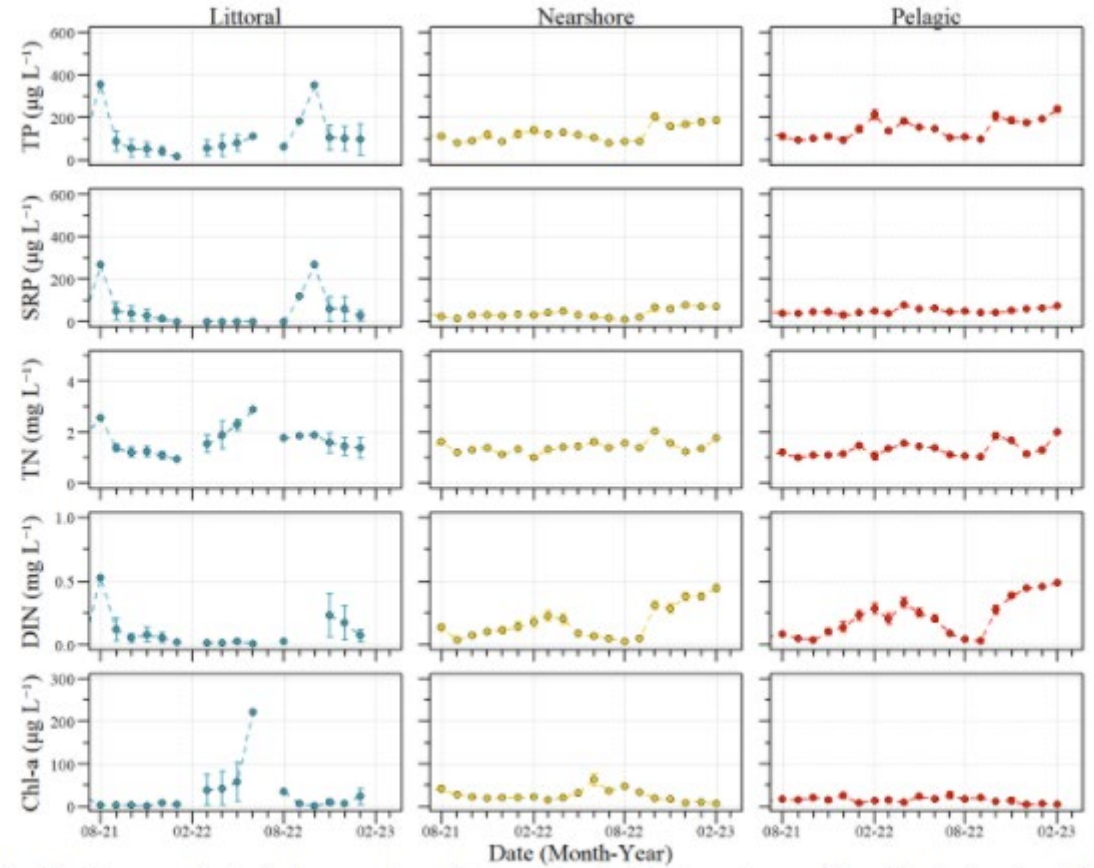 Littoral Nearshore Pelagic
TP (μg L⁻¹)
600
400
200
0
SRP (μg L⁻¹)
600
400
200
0
TN (mg L⁻¹)
4
2
0
DIN (mg L⁻¹)
1.0
0.5
0.0
Chl-a (μg L⁻¹)
300
200
100
0
08-21 02-22 08-22 02-23 08-21 02-22 08-22 02-23 08-21 02-22 08-22 02-23
Date (Month-Year)